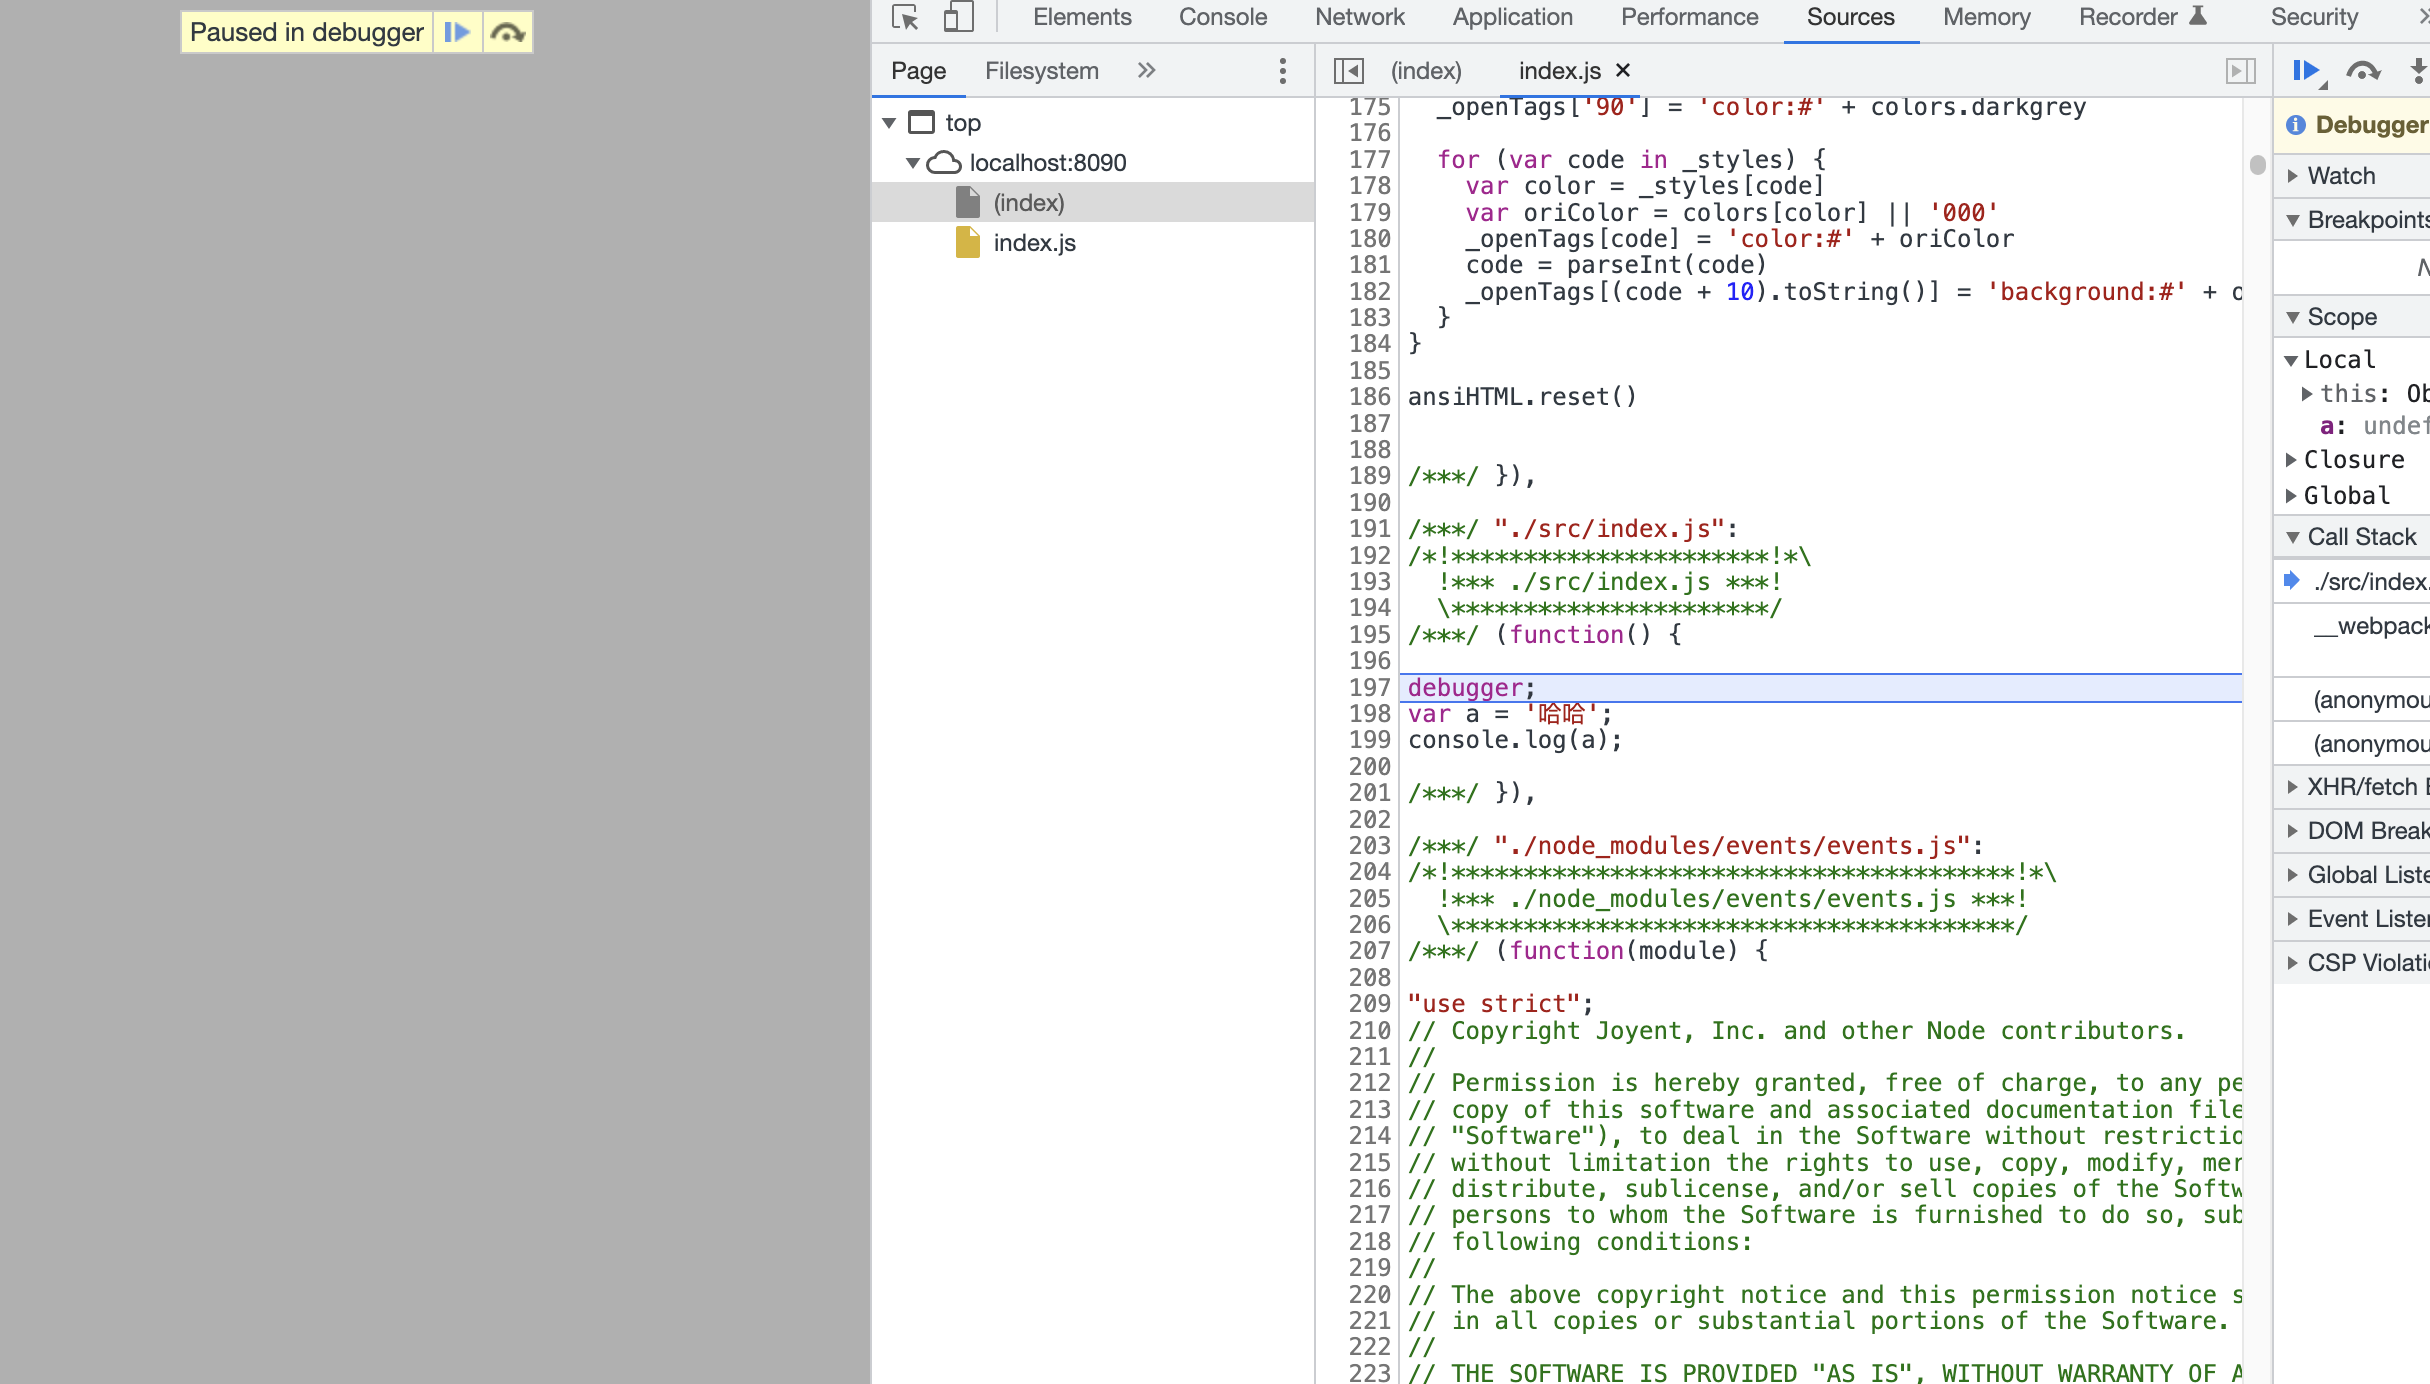 Paused in debugger
Elements Console Network Application Performance Sources Memory Recorder Security
Page Filesystem
(index) index.js
top
localhost:8090
(index)
index.js
175 _openTags['90'] = 'color:#' + colors.darkgrey
176
177 for (var code in _styles) {
178 var color = _styles[code]
179 var oriColor = colors[color] || '000'
180 _openTags[code] = 'color:#' + oriColor
181 code = parseInt(code)
182 _openTags[(code + 10).toString()] = 'background:#' + o
183 }
184 }
185
186 ansiHTML.reset()
187
188
189 /***/ }),
190
191 /***/ "./src/index.js":
192 /*!**********************!*\
193 !*** ./src/index.js ***!
194 \**********************/
195 /***/ (function() {
196
197 debugger;
198 var a = '哈哈';
199 console.log(a);
200
201 /***/ }),
202
203 /***/ "./node_modules/events/events.js":
204 /*!***************************************!*\
205 !*** ./node_modules/events/events.js ***!
206 \***************************************/
207 /***/ (function(module) {
208
209 "use strict";
210 // Copyright Joyent, Inc. and other Node contributors.
211 //
212 // Permission is hereby granted, free of charge, to any pe
213 // copy of this software and associated documentation file
214 // "Software"), to deal in the Software without restrictio
215 // without limitation the rights to use, copy, modify, mer
216 // distribute, sublicense, and/or sell copies of the Softw
217 // persons to whom the Software is furnished to do so, sub
218 // following conditions:
219 //
220 // The above copyright notice and this permission notice s
221 // in all copies or substantial portions of the Software.
222 //
223 // THE SOFTWARE IS PROVIDED "AS IS", WITHOUT WARRANTY OF A
Debugger
Watch
Breakpoints
N
Scope
Local
this: Ob
a: undef
Closure
Global
Call Stack
./src/index.
__webpack
(anonymou
(anonymou
XHR/fetch B
DOM Break
Global Liste
Event Lister
CSP Violati